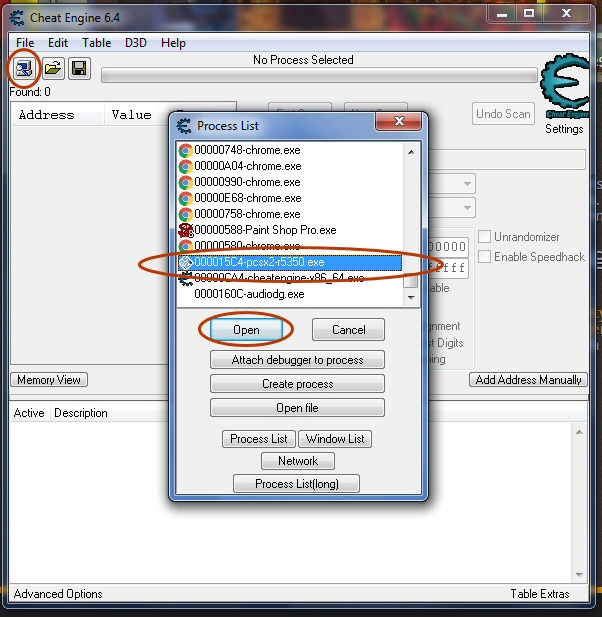 Cheat Engine 6.4
File Edit Table D3D Help
No Process Selected
Found: 0
Address Value
Undo Scan
Cheat Engine
Settings
Process List
00000748-chrome.exe
00000A04-chrome.exe
00000990-chrome.exe
00000E68-chrome.exe
00000758-chrome.exe
00000588-Paint Shop Pro.exe
00000580-chrome.exe
000015C4-pcsx2-r5350.exe
00000CA4-cheatengine-x86_64.exe
0000160C-audiodg.exe
Unrandomizer
Enable Speedhack
Open Cancel
Attach debugger to process
Create process
Open file
Process List Window List
Network
Process List(long)
Memory View
Add Address Manually
Active Description
Advanced Options
Table Extras